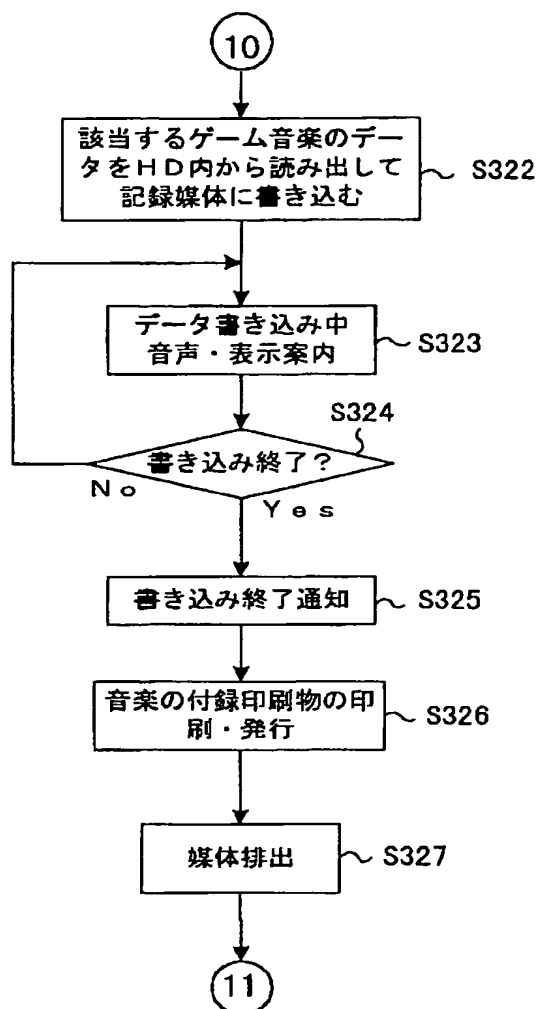 10
該当するゲーム音楽のデー
タをHD内から読み出して
記録媒体に書き込む
S322
データ書き込み中
音声・表示案内
S323
S324
書き込み終了?
No
Yes
書き込み終了通知
S325
音楽の付録印刷物の印
刷・発行
S326
媒体排出
S327
11